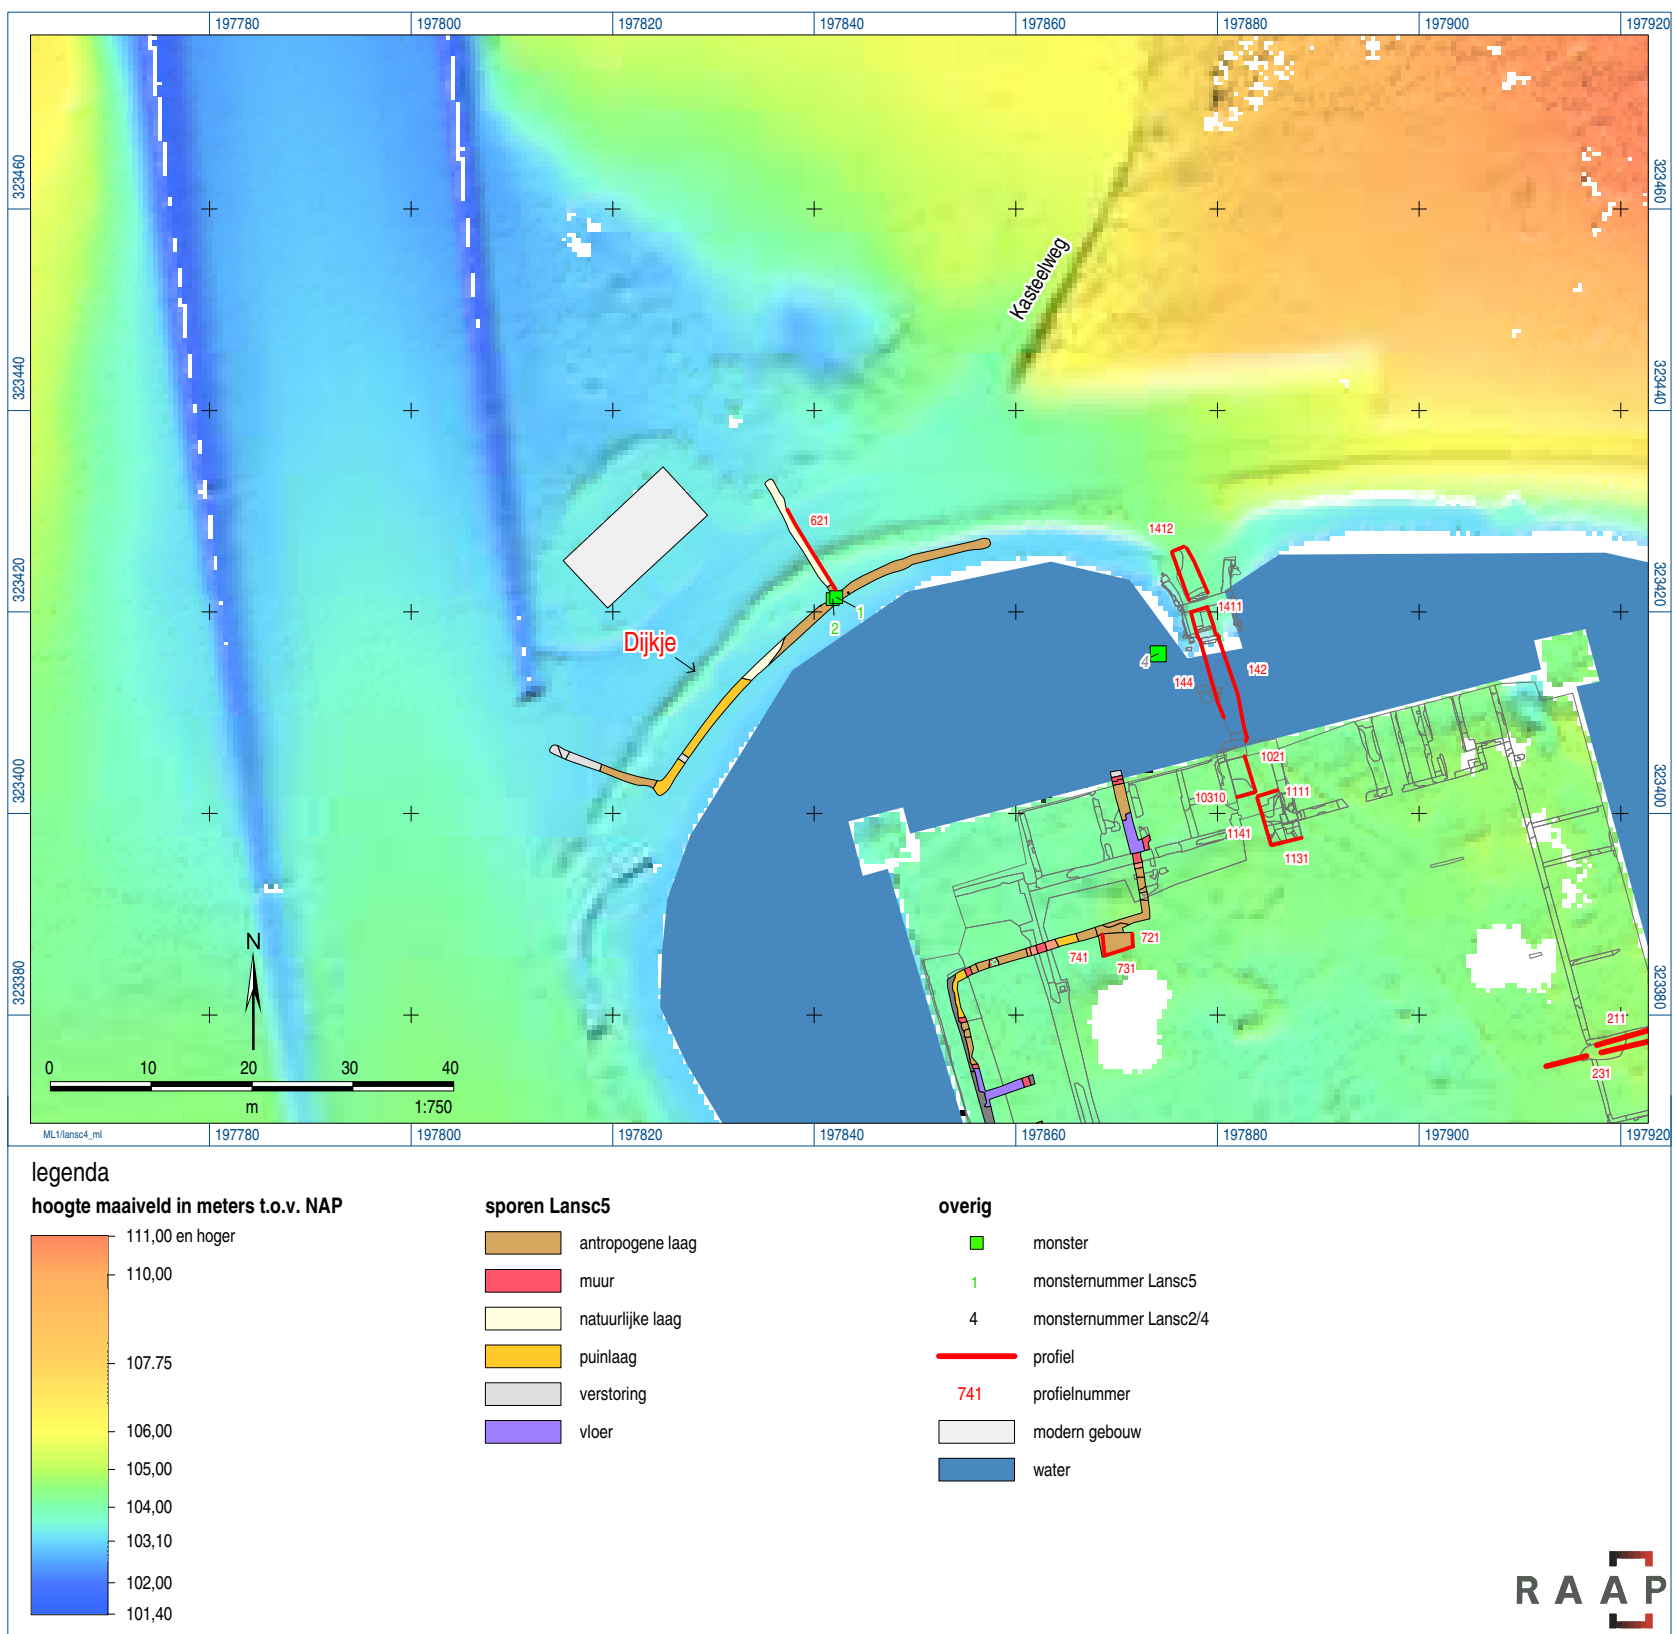 197780 197800 197820 197840 197860 197880 197900 197920
323460 323460
Kasteelweg
323440 323440
621
1412
323420 323420
1
1411
2
Dijkje
4
142
144
1021
323400 323400
10310
1111
1141
1131
N
721
741
731
323380 323380
211
231
0 10 20 30 40
m 1:750
ML1/lansc4_ml
197780 197800 197820 197840 197860 197880 197900 197920
legenda
hoogte maaiveld in meters t.o.v. NAP
111,00 en hoger
110,00
107.75
106,00
105,00
104,00
103,10
102,00
101,40
sporen Lansc5
antropogene laag
muur
natuurlijke laag
puinlaag
verstoring
vloer
overig
monster
1 monsternummer Lansc5
4 monsternummer Lansc2/4
profiel
741 profielnummer
modern gebouw
water
RAAP